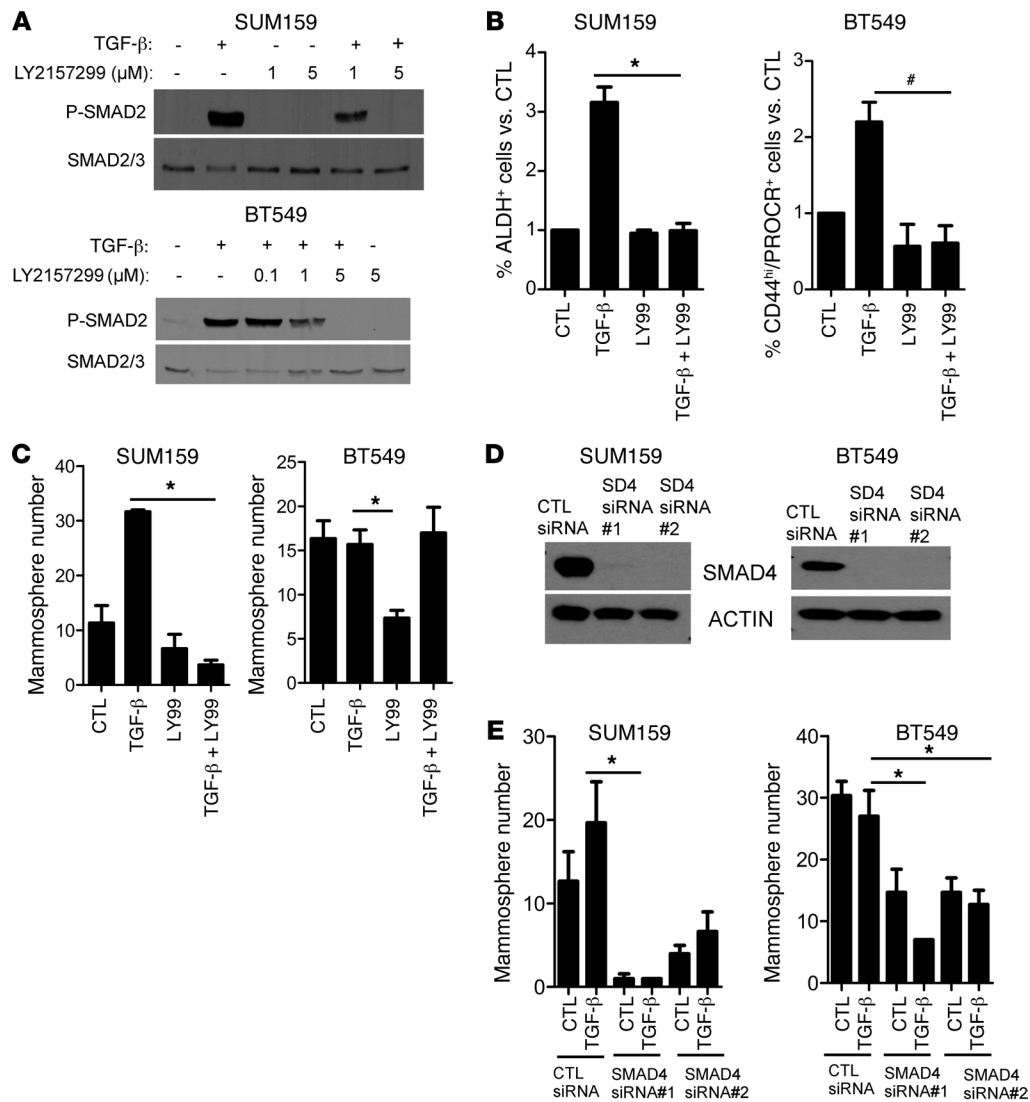 A
SUM159
TGF-β: - + - - + +
LY2157299 (µM): - - 1 5 1 5
P-SMAD2
SMAD2/3
BT549
TGF-β: - + + + + -
LY2157299 (µM): - - 0.1 1 5 5
P-SMAD2
SMAD2/3
B
SUM159
% ALDH⁺ cells vs. CTL
4
3
2
1
0
*
CTL
TGF-β
LY99
TGF-β + LY99
BT549
% CD44ʰⁱ/PROCR⁺ cells vs. CTL
3
2
1
0
#
CTL
TGF-β
LY99
TGF-β + LY99
C
SUM159
Mammosphere number
40
30
20
10
0
*
CTL
TGF-β
LY99
TGF-β + LY99
BT549
Mammosphere number
25
20
15
10
5
0
*
CTL
TGF-β
LY99
TGF-β + LY99
D
SUM159
CTL siRNA
SD4 siRNA #1
SD4 siRNA #2
BT549
CTL siRNA
SD4 siRNA #1
SD4 siRNA #2
SMAD4
ACTIN
E
SUM159
Mammosphere number
30
20
10
0
*
CTL
TGF-β
CTL
TGF-β
CTL
TGF-β
CTL siRNA
SMAD4 siRNA#1
SMAD4 siRNA#2
BT549
Mammosphere number
40
30
20
10
0
*
*
CTL
TGF-β
CTL
TGF-β
CTL
TGF-β
CTL siRNA
SMAD4 siRNA#1
SMAD4 siRNA#2